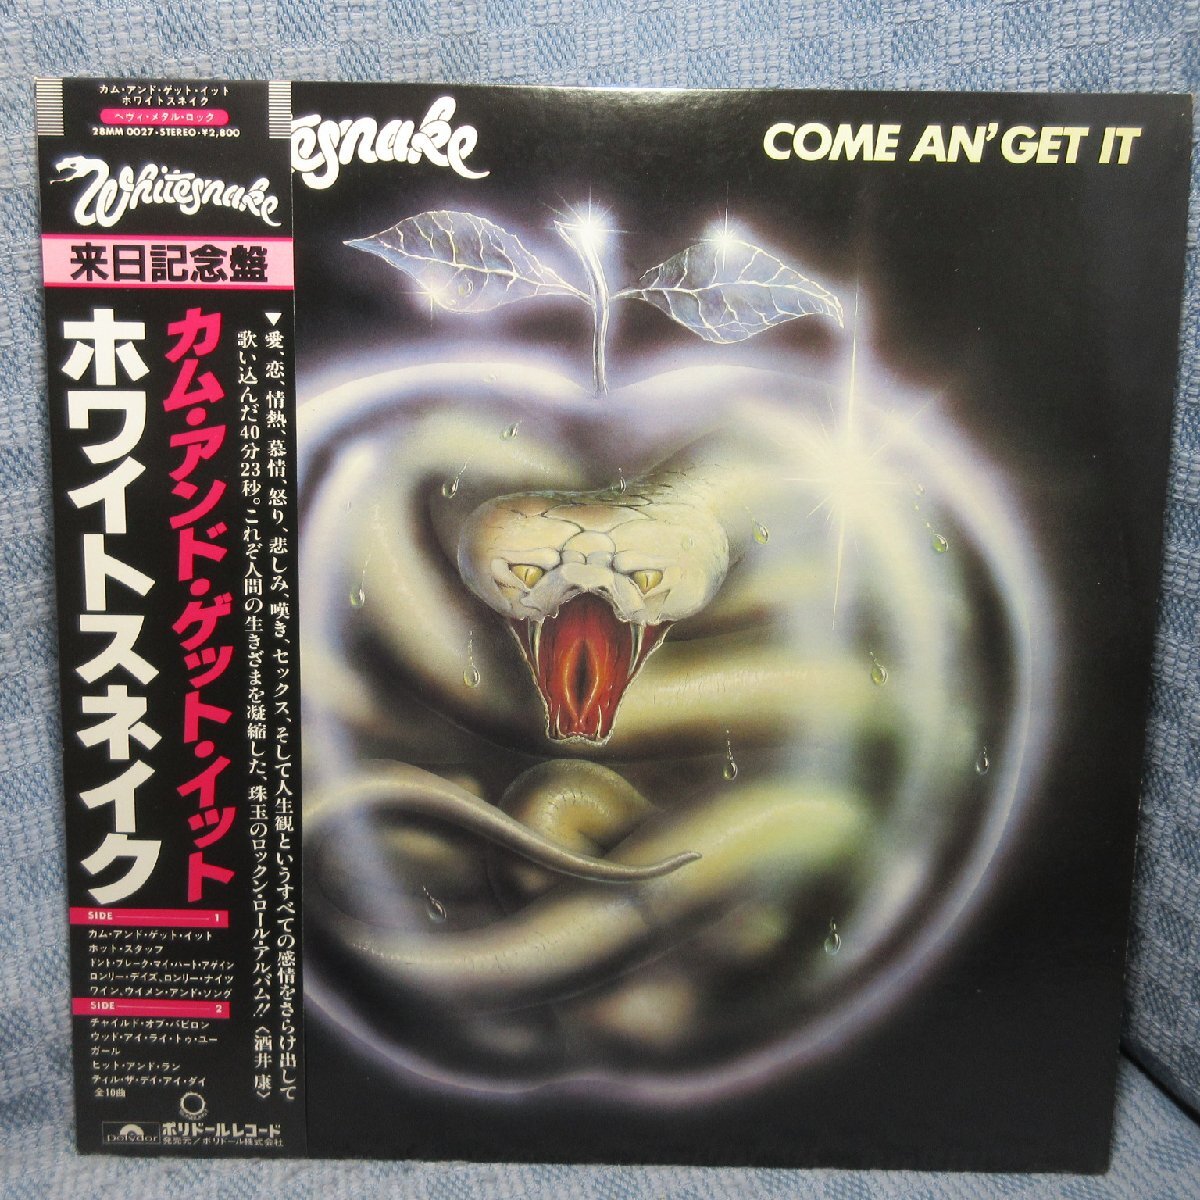 カム・アンド・ゲット・イット
ホワイトスネイク
ヘヴィ・メタル・ロック
28MM 0027・STEREO・¥2,800
Whitesnake
来日記念盤
カム・アンド・ゲット・イット
ホワイトスネイク
▼愛、恋、情熱、慕情、怒り、悲しみ、嘆き、セックス、そして人生観というすべての感情をさらけ出して
歌い込んだ40分23秒。これぞ人間の生きざまを凝縮した、珠玉のロックン・ロール・アルバム!!〈酒井 康〉
SIDE 1
カム・アンド・ゲット・イット
ホット・スタッフ
ドント・ブレーク・マイ・ハート・アゲイン
ロンリー・デイズ、ロンリー・ナイツ
ワイン、ウイメン・アンド・ソング
SIDE 2
チャイルド・オブ・バビロン
ウッド・アイ・ライ・トゥ・ユー
ガール
ヒット・アンド・ラン
ティル・ザ・デイ・アイ・ダイ
全10曲
polydor
ポリドールレコード
発売元/ポリドール株式会社
esnake
COME AN' GET IT